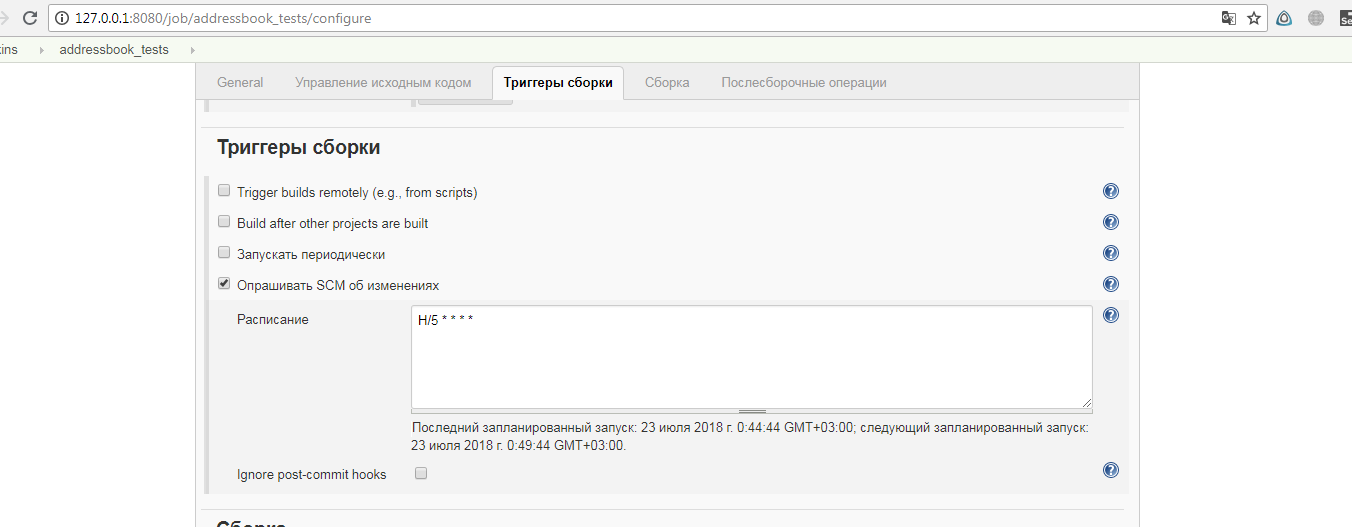 127.0.0.1:8080/job/addressbook_tests/configure
kins addressbook_tests
General Управление исходным кодом Триггеры сборки Сборка Послесборочные операции
Триггеры сборки
Trigger builds remotely (e.g., from scripts)
Build after other projects are built
Запускать периодически
Опрашивать SCM об изменениях
Расписание
H/5 * * * *
Последний запланированный запуск: 23 июля 2018 г. 0:44:44 GMT+03:00; следующий запланированный запуск:
23 июля 2018 г. 0:49:44 GMT+03:00.
Ignore post-commit hooks
Сборка